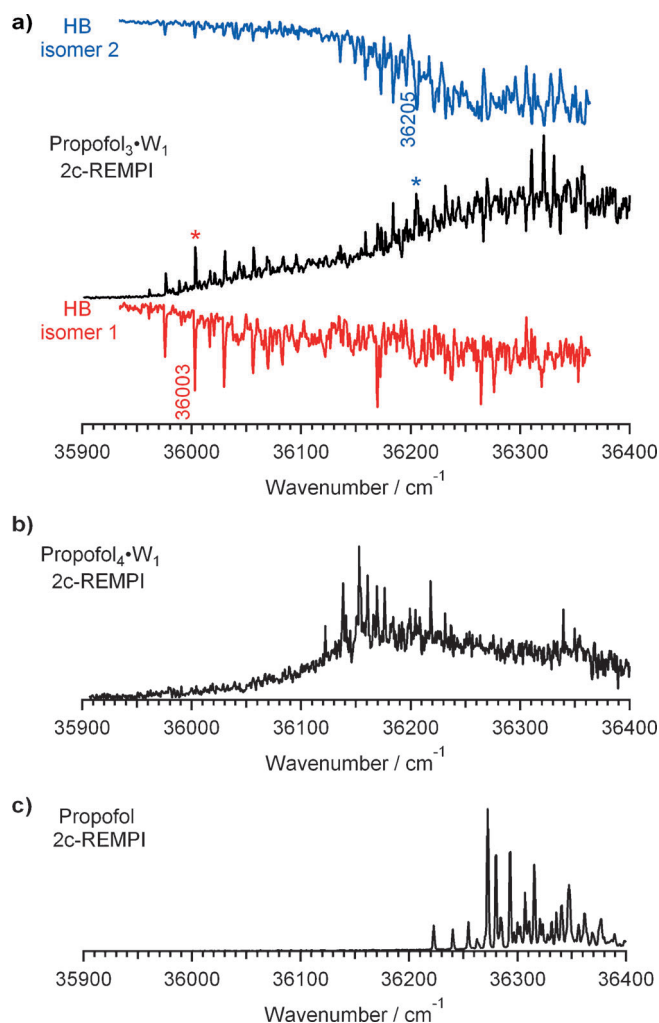 a)
HB
isomer 2
36205
Propofol₃•W₁
2c-REMPI
*
*
HB
isomer 1
36003
35900 36000 36100 36200 36300 36400
Wavenumber / cm⁻¹
b)
Propofol₄•W₁
2c-REMPI
35900 36000 36100 36200 36300 36400
Wavenumber / cm⁻¹
c)
Propofol
2c-REMPI
35900 36000 36100 36200 36300 36400
Wavenumber / cm⁻¹